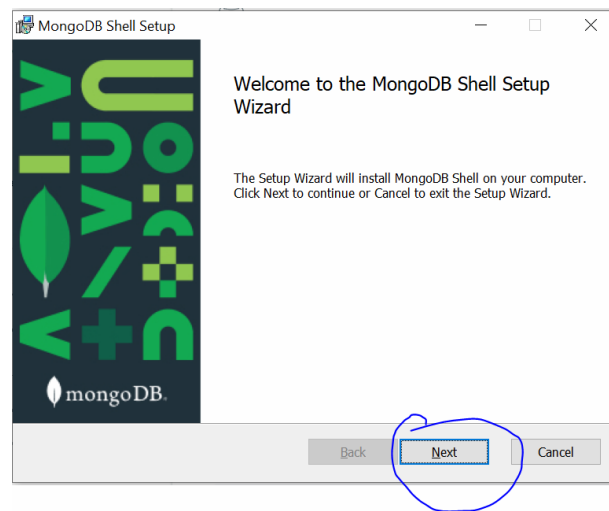 MongoDB Shell Setup
Welcome to the MongoDB Shell Setup
Wizard
The Setup Wizard will install MongoDB Shell on your computer.
Click Next to continue or Cancel to exit the Setup Wizard.
mongoDB.
Back Next Cancel